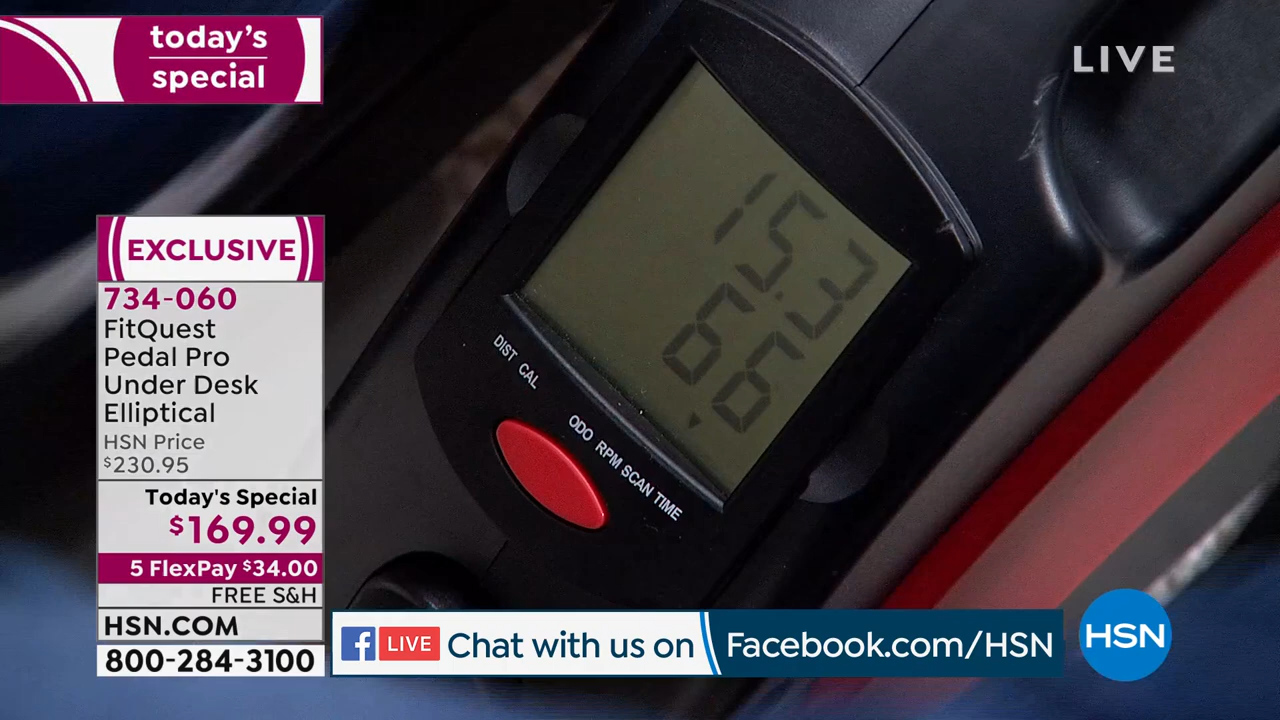 today's
special
LIVE
EXCLUSIVE
734-060
FitQuest
Pedal Pro
Under Desk
Elliptical
HSN Price
$230.95
Today's Special
$169.99
5 FlexPay $34.00
FREE S&H
HSN.COM
800-284-3100
DIST CAL
ODO RPM SCAN TIME
LIVE Chat with us on Facebook.com/HSN
HSN